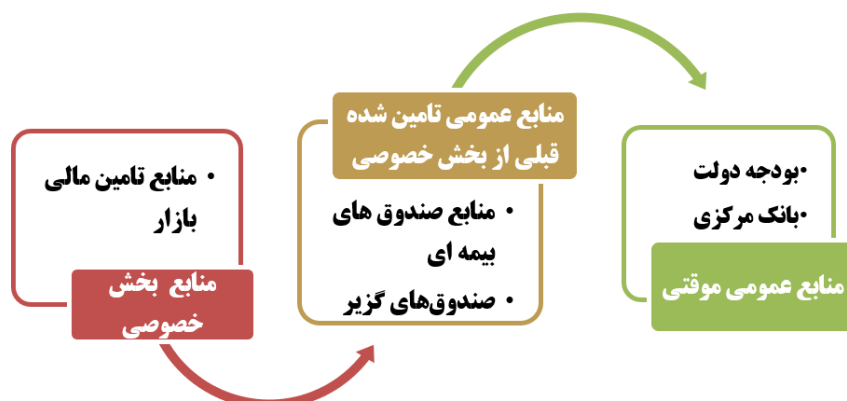 • منابع تامین مالی
بازار
منابع بخش
خصوصی
منابع عمومی تامین شده
قبلی از بخش خصوصی
• منابع صندوق های
بیمه ای
• صندوق‌های گزیر
•بودجه دولت
•بانک مرکزی
منابع عمومی موقتی